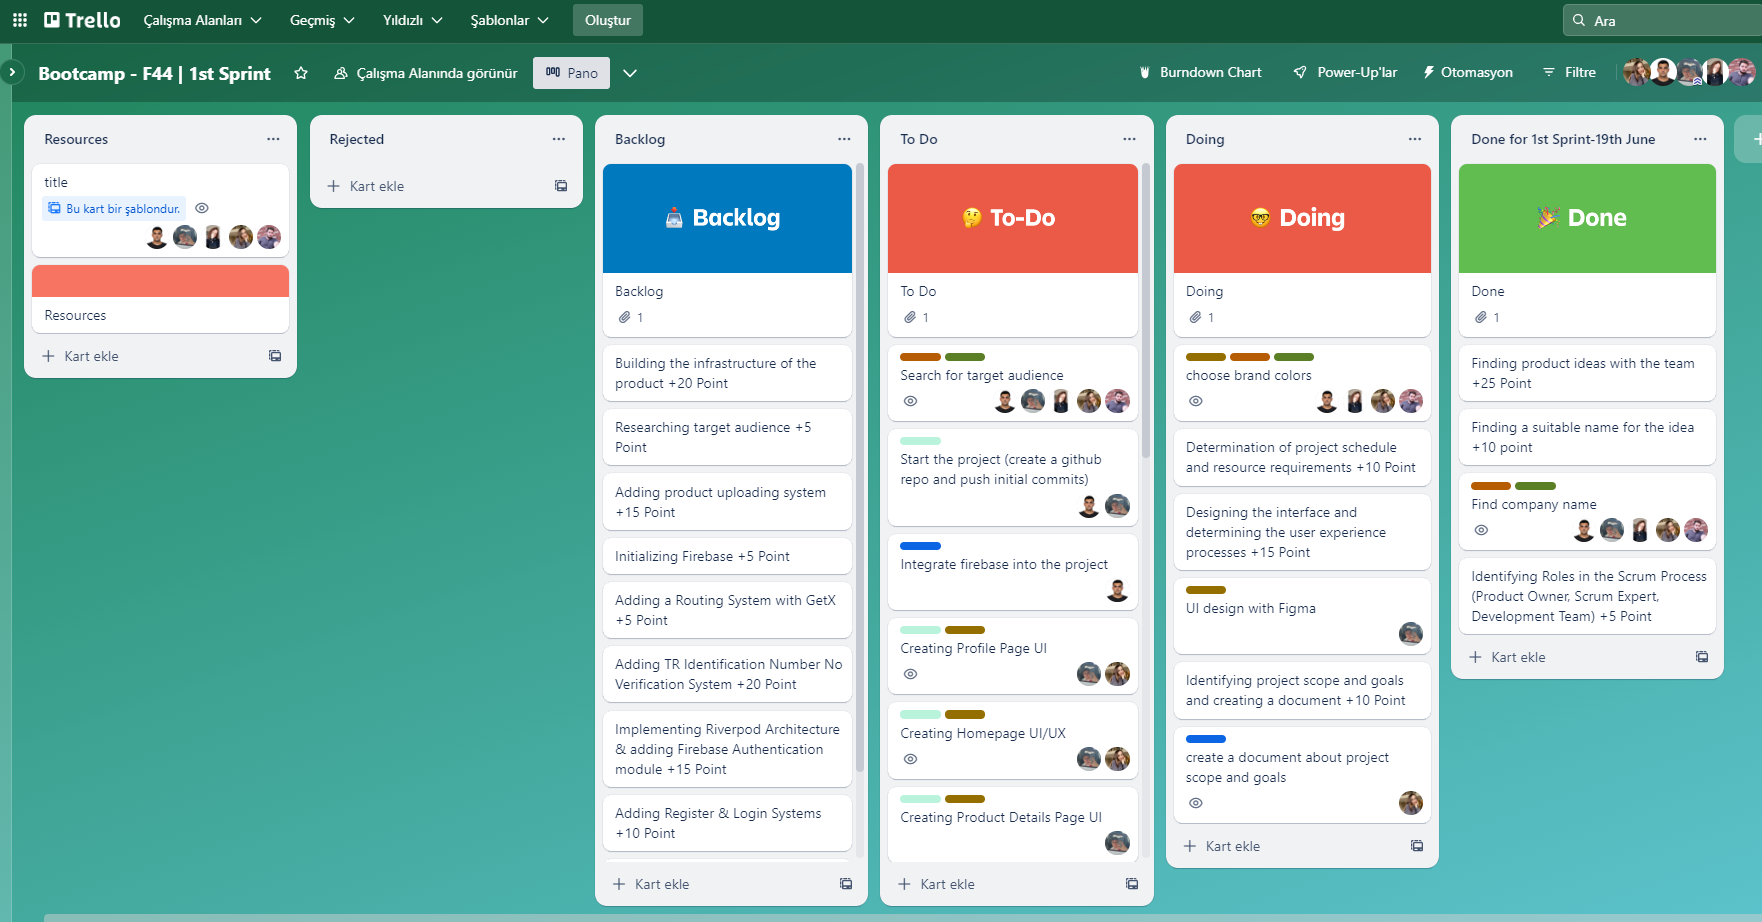 Trello
Çalışma Alanları
Geçmiş
Yıldızlı
Şablonlar
Oluştur
Ara
Bootcamp - F44 | 1st Sprint
Çalışma Alanında görünür
Pano
Burndown Chart
Power-Up'lar
Otomasyon
Filtre
Resources
title
Bu kart bir şablondur.
Resources
Kart ekle
Rejected
Kart ekle
Backlog
Backlog
Backlog
1
Building the infrastructure of the
product +20 Point
Researching target audience +5
Point
Adding product uploading system
+15 Point
Initializing Firebase +5 Point
Adding a Routing System with GetX
+5 Point
Adding TR Identification Number No
Verification System +20 Point
Implementing Riverpod Architecture
& adding Firebase Authentication
module +15 Point
Adding Register & Login Systems
+10 Point
Kart ekle
To Do
To-Do
To Do
1
Search for target audience
Start the project (create a github
repo and push initial commits)
Integrate firebase into the project
Creating Profile Page UI
Creating Homepage UI/UX
Creating Product Details Page UI
Kart ekle
Doing
Doing
Doing
1
choose brand colors
Determination of project schedule
and resource requirements +10 Point
Designing the interface and
determining the user experience
processes +15 Point
UI design with Figma
Identifying project scope and goals
and creating a document +10 Point
create a document about project
scope and goals
Kart ekle
Done for 1st Sprint-19th June
Done
Done
1
Finding product ideas with the team
+25 Point
Finding a suitable name for the idea
+10 point
Find company name
Identifying Roles in the Scrum Process
(Product Owner, Scrum Expert,
Development Team) +5 Point
Kart ekle